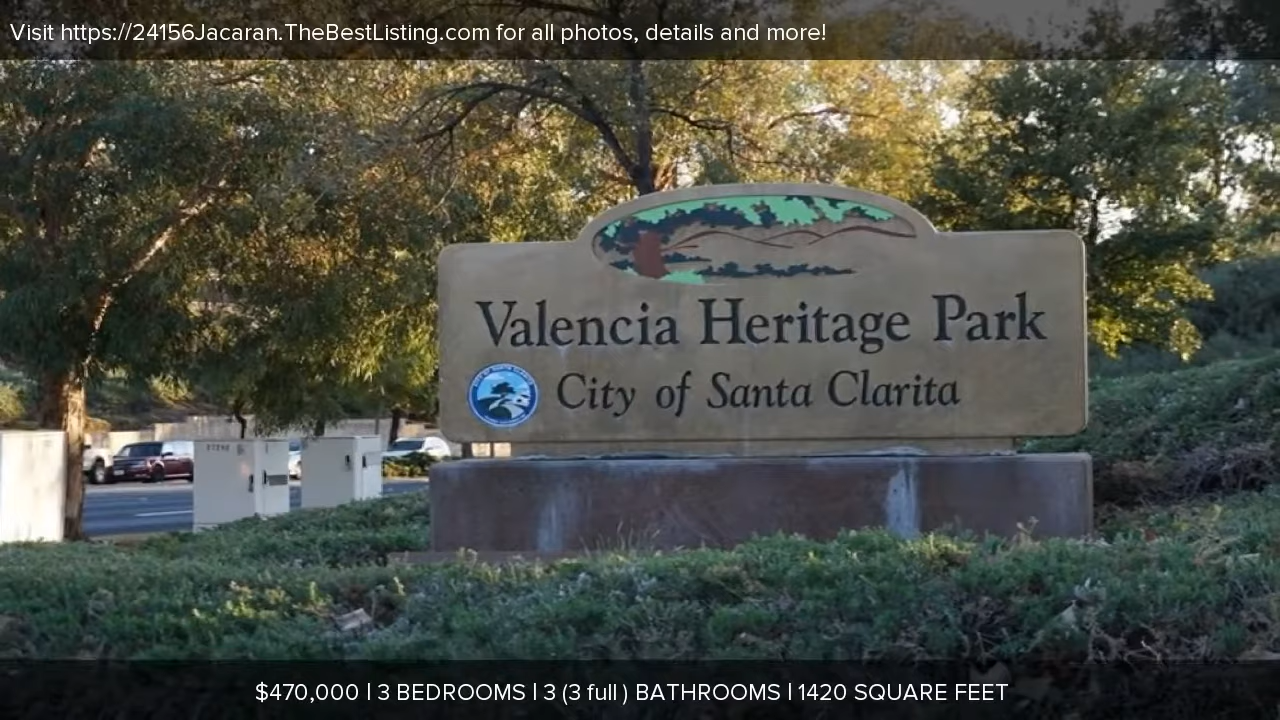 Visit https://24156Jacaran.TheBestListing.com for all photos, details and more!
Valencia Heritage Park
City of Santa Clarita
$470,000 | 3 BEDROOMS | 3 (3 full ) BATHROOMS | 1420 SQUARE FEET